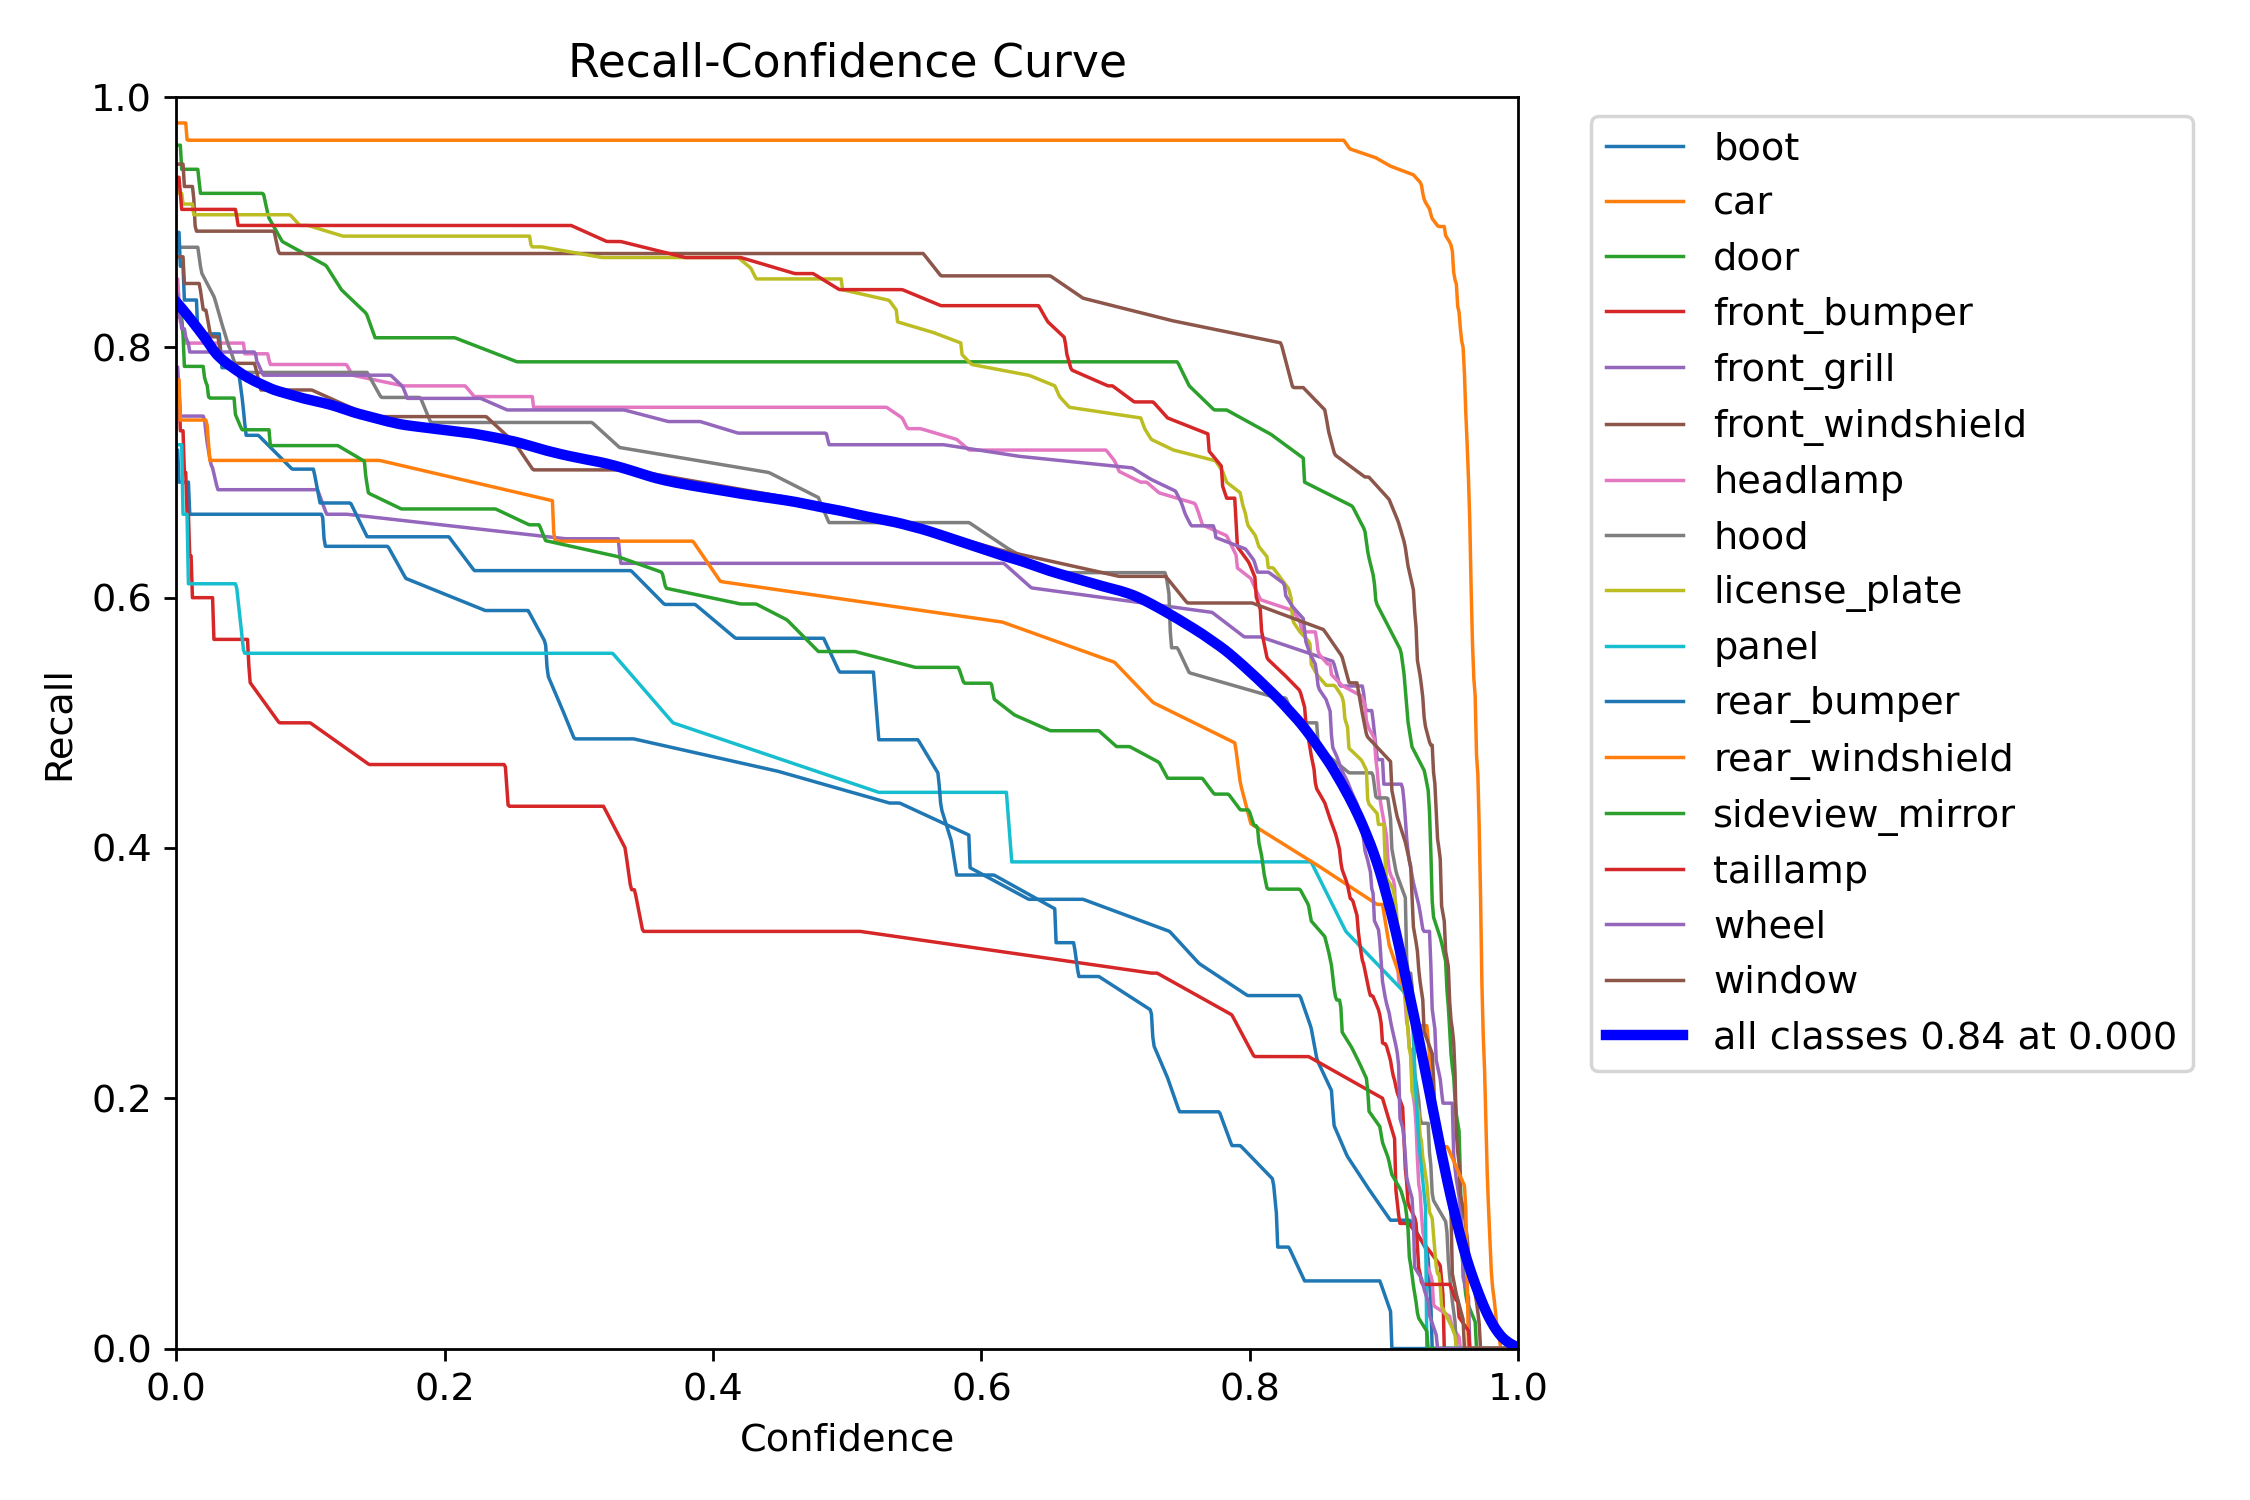 Recall-Confidence Curve
1.0
0.8
0.6
0.4
0.2
0.0
Recall
0.0 0.2 0.4 0.6 0.8 1.0
Confidence
boot
car
door
front_bumper
front_grill
front_windshield
headlamp
hood
license_plate
panel
rear_bumper
rear_windshield
sideview_mirror
taillamp
wheel
window
all classes 0.84 at 0.000